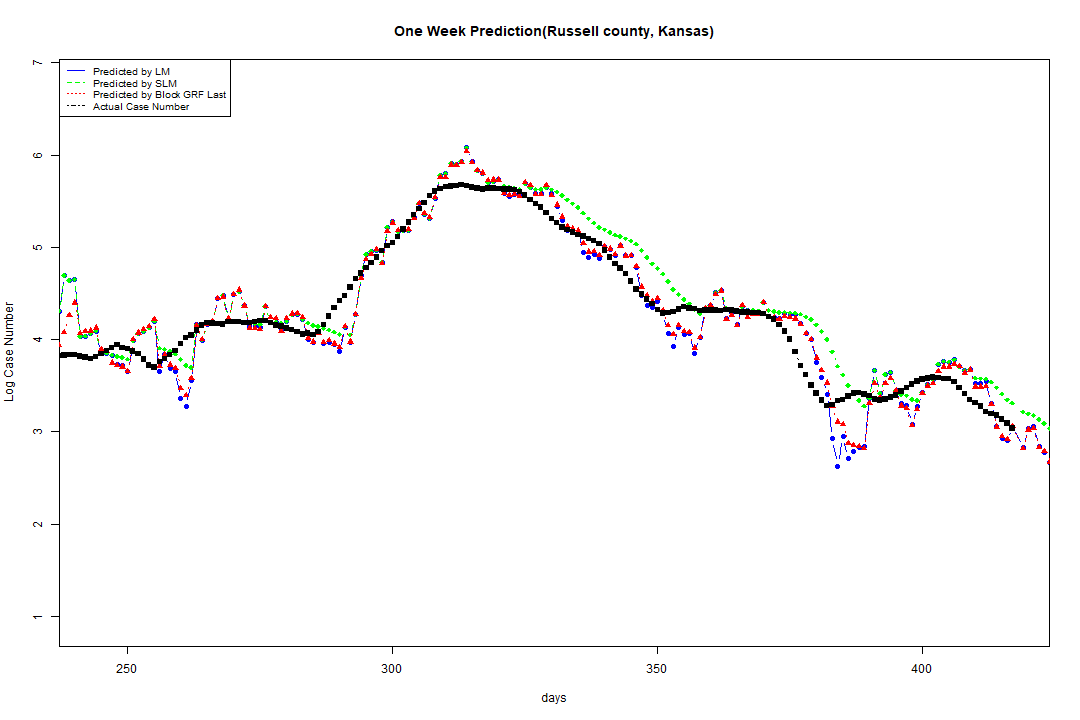 One Week Prediction(Russell county, Kansas)
Predicted by LM
Predicted by SLM
Predicted by Block GRF Last
Actual Case Number
Log Case Number
7
6
5
4
3
2
1
250
300
350
400
days